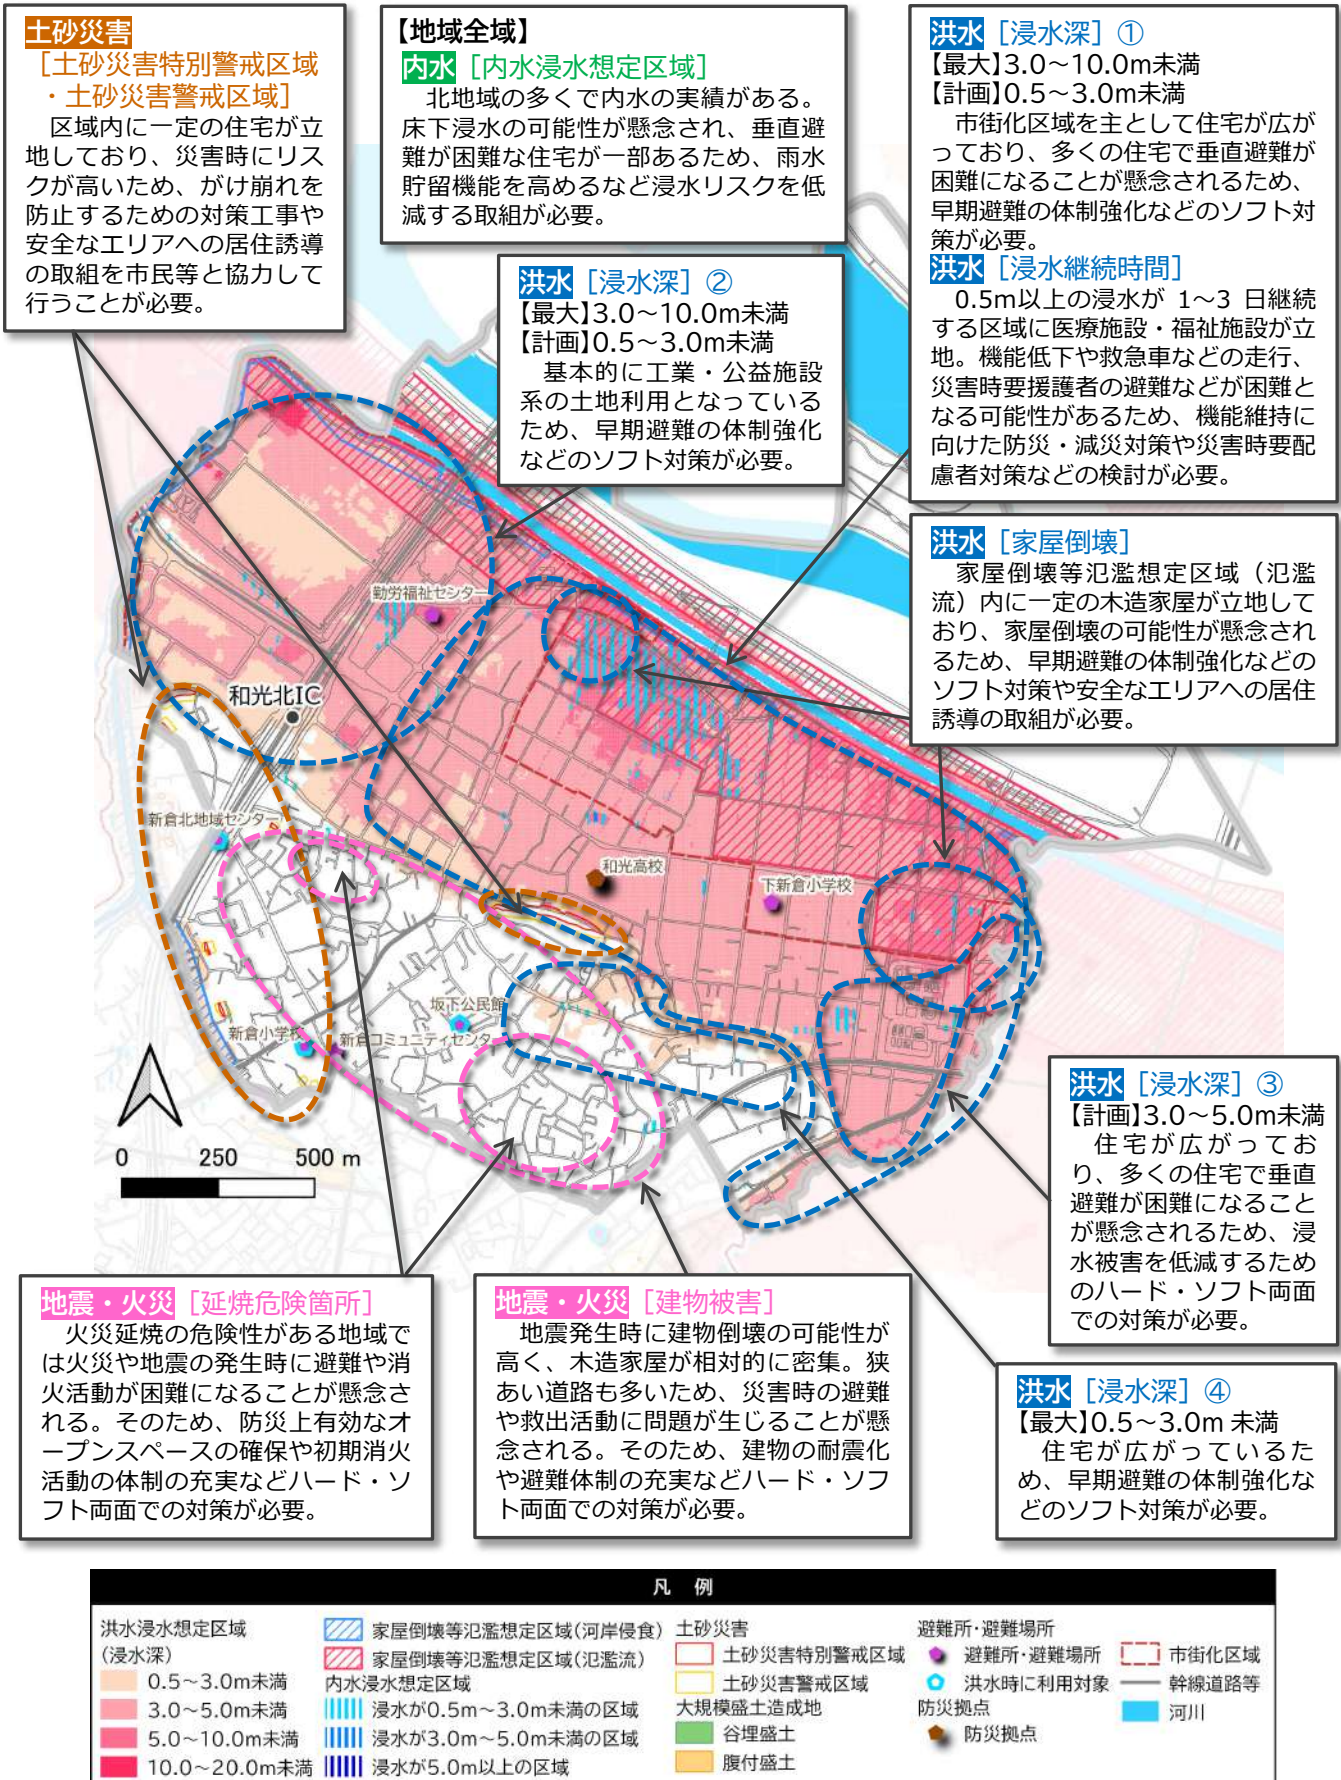 土砂災害
［土砂災害特別警戒区域
・土砂災害警戒区域］
区域内に一定の住宅が立
地しており、災害時にリス
クが高いため、がけ崩れを
防止するための対策工事や
安全なエリアへの居住誘導
の取組を市民等と協力して
行うことが必要。
【地域全域】
内水［内水浸水想定区域］
北地域の多くで内水の実績がある。
床下浸水の可能性が懸念され、垂直避
難が困難な住宅が一部あるため、雨水
貯留機能を高めるなど浸水リスクを低
減する取組が必要。
洪水［浸水深］①
【最大】3.0～10.0m未満
【計画】0.5～3.0m未満
市街化区域を主として住宅が広が
っており、多くの住宅で垂直避難が
困難になることが懸念されるため、
早期避難の体制強化などのソフト対
策が必要。
洪水［浸水継続時間］
0.5m以上の浸水が 1～3 日継続
する区域に医療施設・福祉施設が立
地。機能低下や救急車などの走行、
災害時要援護者の避難などが困難と
なる可能性があるため、機能維持に
向けた防災・減災対策や災害時要配
慮者対策などの検討が必要。
洪水［浸水深］②
【最大】3.0～10.0m未満
【計画】0.5～3.0m未満
基本的に工業・公益施設
系の土地利用となっている
ため、早期避難の体制強化
などのソフト対策が必要。
洪水［家屋倒壊］
家屋倒壊等氾濫想定区域（氾濫
流）内に一定の木造家屋が立地して
おり、家屋倒壊の可能性が懸念され
るため、早期避難の体制強化などの
ソフト対策や安全なエリアへの居住
誘導の取組が必要。
勤労福祉センター
和光北IC
新倉北地域センター
和光高校
下新倉小学校
坂下公民館
新倉小学校
新倉コミュニティセンター
0 250 500 m
洪水［浸水深］③
【計画】3.0～5.0m未満
住宅が広がってお
り、多くの住宅で垂直
避難が困難になること
が懸念されるため、浸
水被害を低減するため
のハード・ソフト両面
での対策が必要。
地震・火災［延焼危険箇所］
火災延焼の危険性がある地域で
は火災や地震の発生時に避難や消
火活動が困難になることが懸念さ
れる。そのため、防災上有効なオ
ープンスペースの確保や初期消火
活動の体制の充実などハード・ソ
フト両面での対策が必要。
地震・火災［建物被害］
地震発生時に建物倒壊の可能性が
高く、木造家屋が相対的に密集。狭
あい道路も多いため、災害時の避難
や救出活動に問題が生じることが懸
念される。そのため、建物の耐震化
や避難体制の充実などハード・ソフ
ト両面での対策が必要。
洪水［浸水深］④
【最大】0.5～3.0m 未満
住宅が広がっているた
め、早期避難の体制強化な
どのソフト対策が必要。
凡 例
洪水浸水想定区域
(浸水深)
0.5～3.0m未満
3.0～5.0m未満
5.0～10.0m未満
10.0～20.0m未満
家屋倒壊等氾濫想定区域(河岸侵食)
家屋倒壊等氾濫想定区域(氾濫流)
内水浸水想定区域
浸水が0.5m～3.0m未満の区域
浸水が3.0m～5.0m未満の区域
浸水が5.0m以上の区域
土砂災害
土砂災害特別警戒区域
土砂災害警戒区域
大規模盛土造成地
谷埋盛土
腹付盛土
避難所・避難場所
避難所・避難場所
洪水時に利用対象
防災拠点
防災拠点
市街化区域
幹線道路等
河川